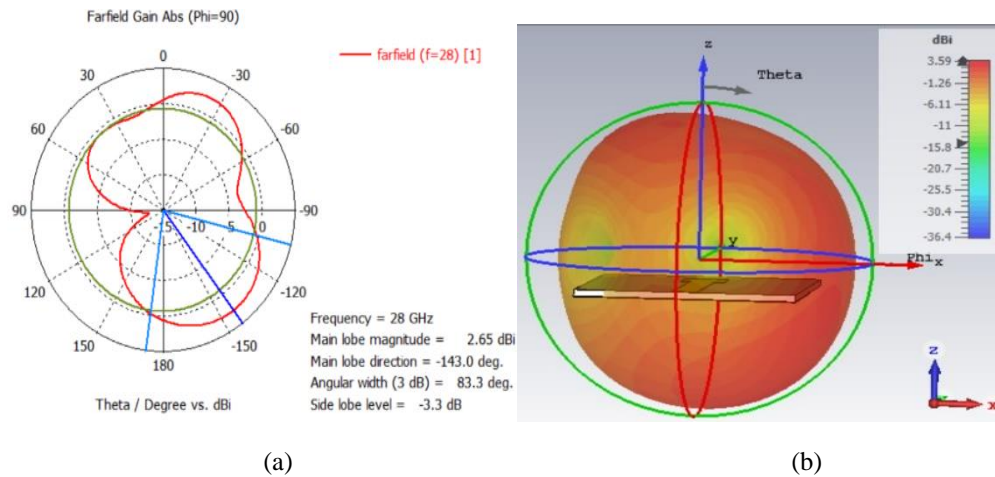 Farfield Gain Abs (Phi=90)
farfield (f=28) [1]
0
30
-30
60
-60
90
-90
-15
-10
-5
0
120
-120
150
-150
180
Frequency = 28 GHz
Main lobe magnitude = 2.65 dBi
Main lobe direction = -143.0 deg.
Angular width (3 dB) = 83.3 deg.
Side lobe level = -3.3 dB
Theta / Degree vs. dBi
(a)
z
Theta
y
Phi
x
dBi
3.59
-1.26
-6.11
-11
-15.8
-20.7
-25.5
-30.4
-36.4
z
x
(b)